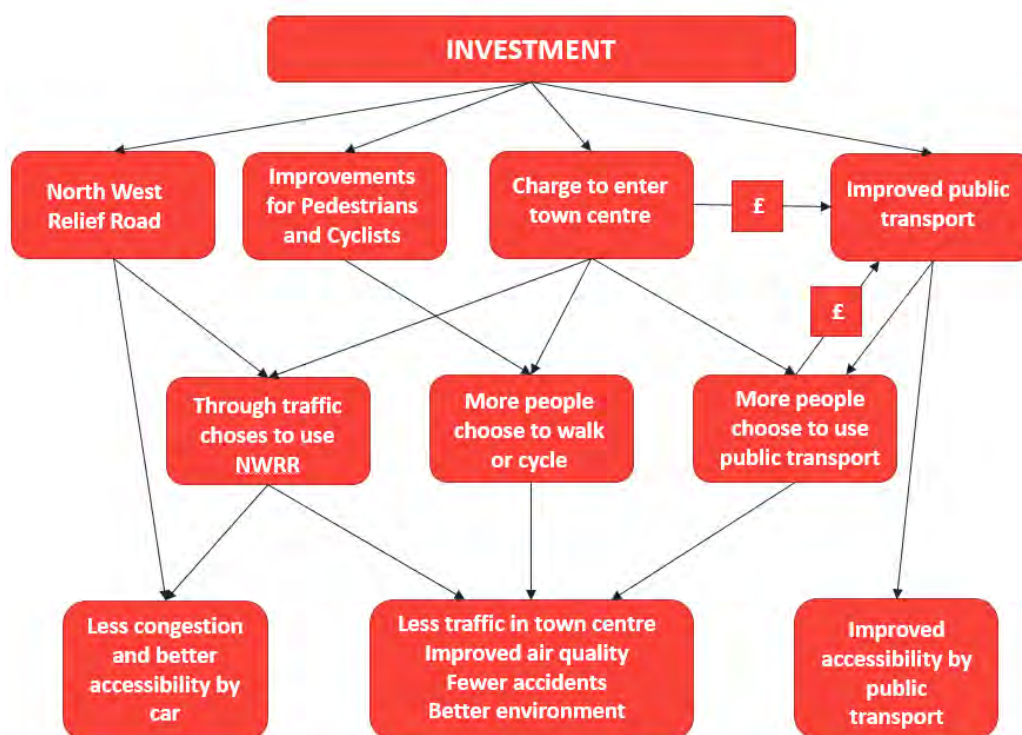 INVESTMENT
North West
Relief Road
Improvements
for Pedestrians
and Cyclists
Charge to enter
town centre
£
Improved public
transport
£
Through traffic
choses to use
NWRR
More people
choose to walk
or cycle
More people
choose to use
public transport
Less congestion
and better
accessibility by
car
Less traffic in town centre
Improved air quality
Fewer accidents
Better environment
Improved
accessibility by
public
transport